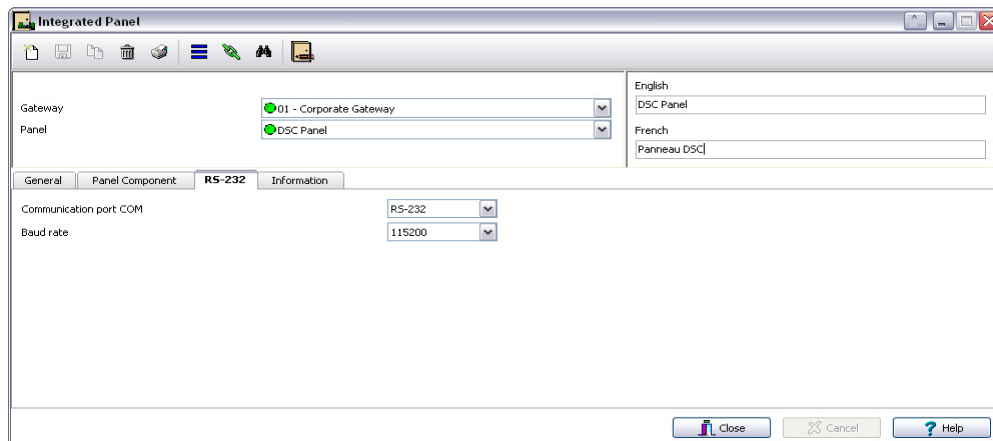 Integrated Panel
English
Gateway 01 - Corporate Gateway DSC Panel
Panel DSC Panel French
Panneau DSC
General Panel Component RS-232 Information
Communication port COM RS-232
Baud rate 115200
Close Cancel Help